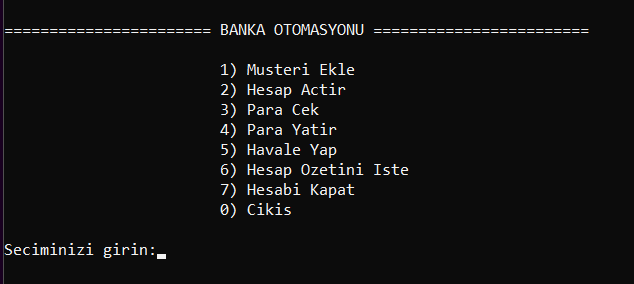 ======================= BANKA OTOMASYONU ========================
1) Musteri Ekle
2) Hesap Actir
3) Para Cek
4) Para Yatir
5) Havale Yap
6) Hesap Ozetini Iste
7) Hesabi Kapat
0) Cikis
Seciminizi girin: